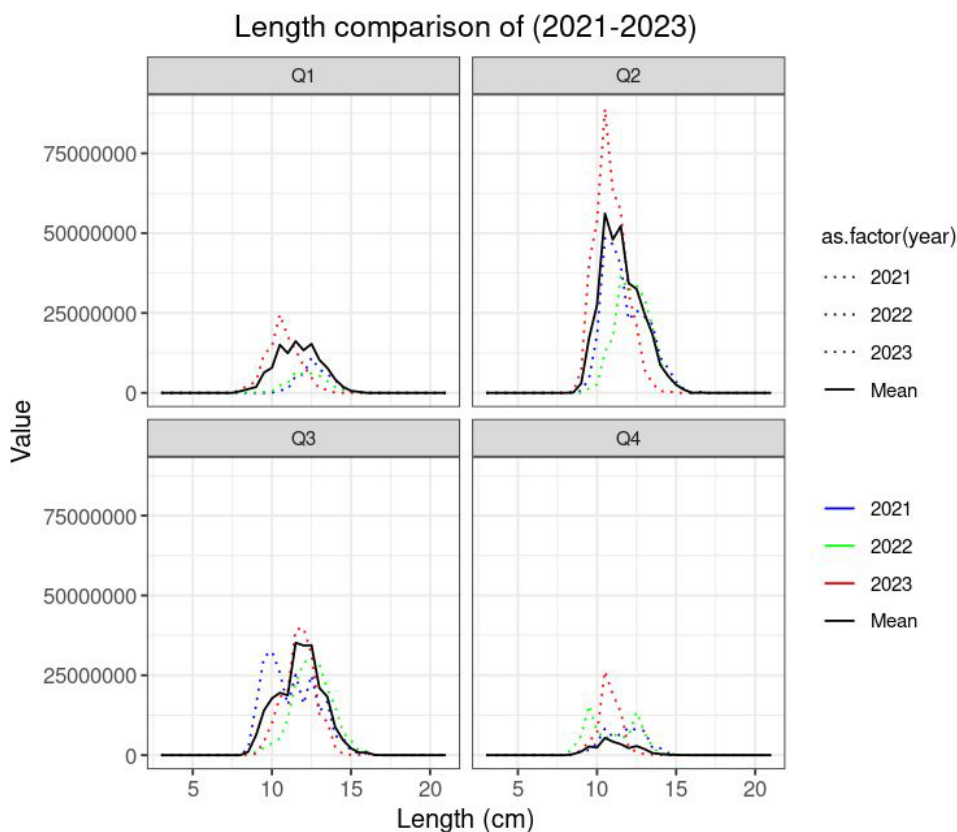 Length comparison of (2021-2023)
Q1
Q2
75000000
50000000
25000000
0
Q3
Q4
75000000
50000000
25000000
0
5
10
15
20
5
10
15
20
Value
Length (cm)
as.factor(year)
2021
2022
2023
Mean
2021
2022
2023
Mean